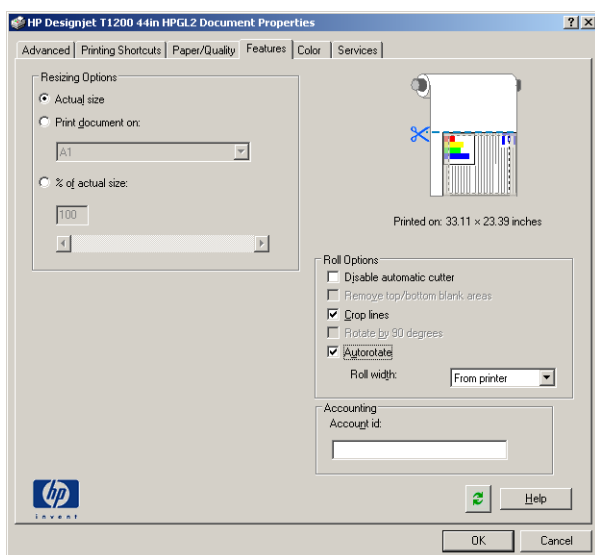 HP Designjet T1200 44in HPGL2 Document Properties
Advanced
Printing Shortcuts
Paper/Quality
Features
Color
Services
Resizing Options
Actual size
Print document on:
A1
% of actual size:
100
Printed on: 33.11 × 23.39 inches
Roll Options
Disable automatic cutter
Remove top/bottom blank areas
Crop lines
Rotate by 90 degrees
Autorotate
Roll width:
From printer
Accounting
Account id:
hp
invent
Help
OK
Cancel